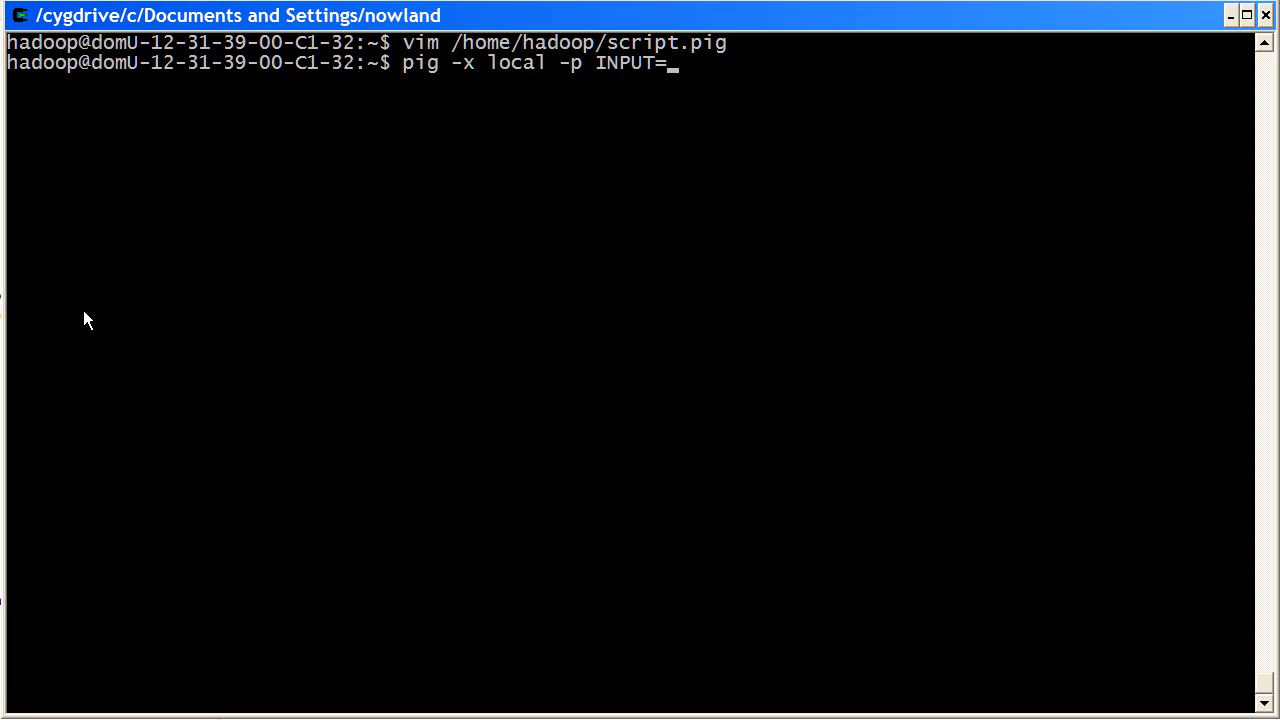 /cygdrive/c/Documents and Settings/nowland
hadoop@domU-12-31-39-00-C1-32:~$ vim /home/hadoop/script.pig
hadoop@domU-12-31-39-00-C1-32:~$ pig -x local -p INPUT=_